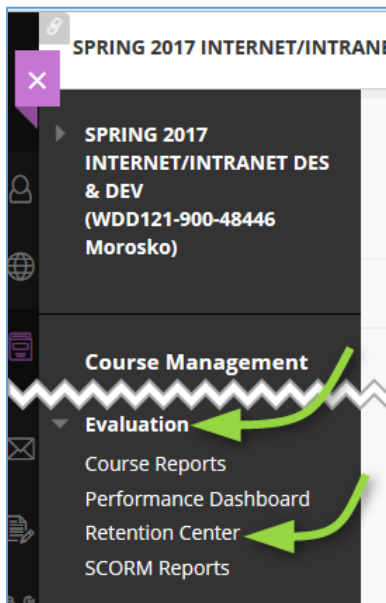 SPRING 2017 INTERNET/INTRANE
SPRING 2017
INTERNET/INTRANET DES
& DEV
(WDD121-900-48446
Morosko)
Course Management
Evaluation
Course Reports
Performance Dashboard
Retention Center
SCORM Reports